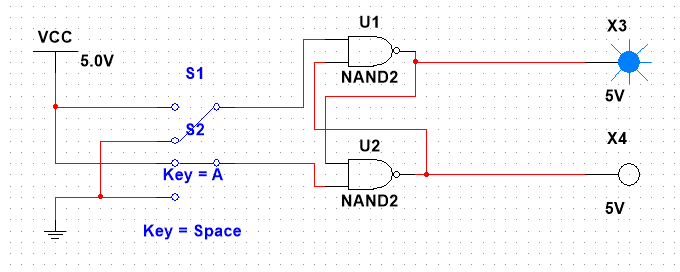 U1
X3
VCC
5.0V
S1
NAND2
5V
S2
U2
X4
Key = A
NAND2
5V
Key = Space